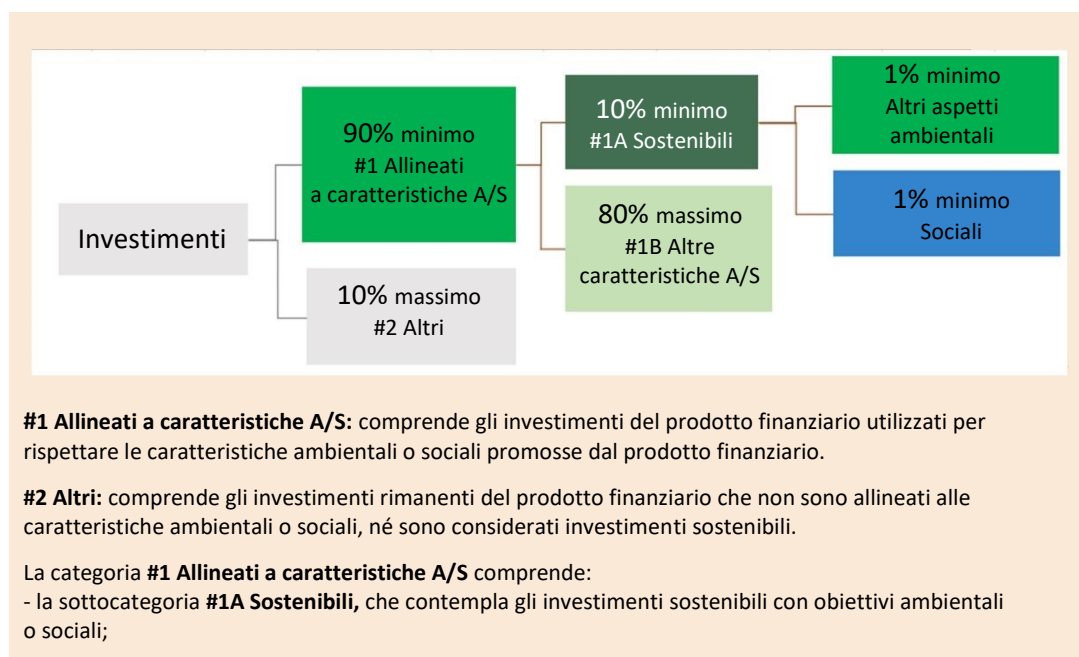 Investimenti
90% minimo
#1 Allineati
a caratteristiche A/S
10% massimo
#2 Altri
10% minimo
#1A Sostenibili
80% massimo
#1B Altre
caratteristiche A/S
1% minimo
Altri aspetti
ambientali
1% minimo
Sociali
#1 Allineati a caratteristiche A/S: comprende gli investimenti del prodotto finanziario utilizzati per
rispettare le caratteristiche ambientali o sociali promosse dal prodotto finanziario.
#2 Altri: comprende gli investimenti rimanenti del prodotto finanziario che non sono allineati alle
caratteristiche ambientali o sociali, né sono considerati investimenti sostenibili.
La categoria #1 Allineati a caratteristiche A/S comprende:
- la sottocategoria #1A Sostenibili, che contempla gli investimenti sostenibili con obiettivi ambientali
o sociali;